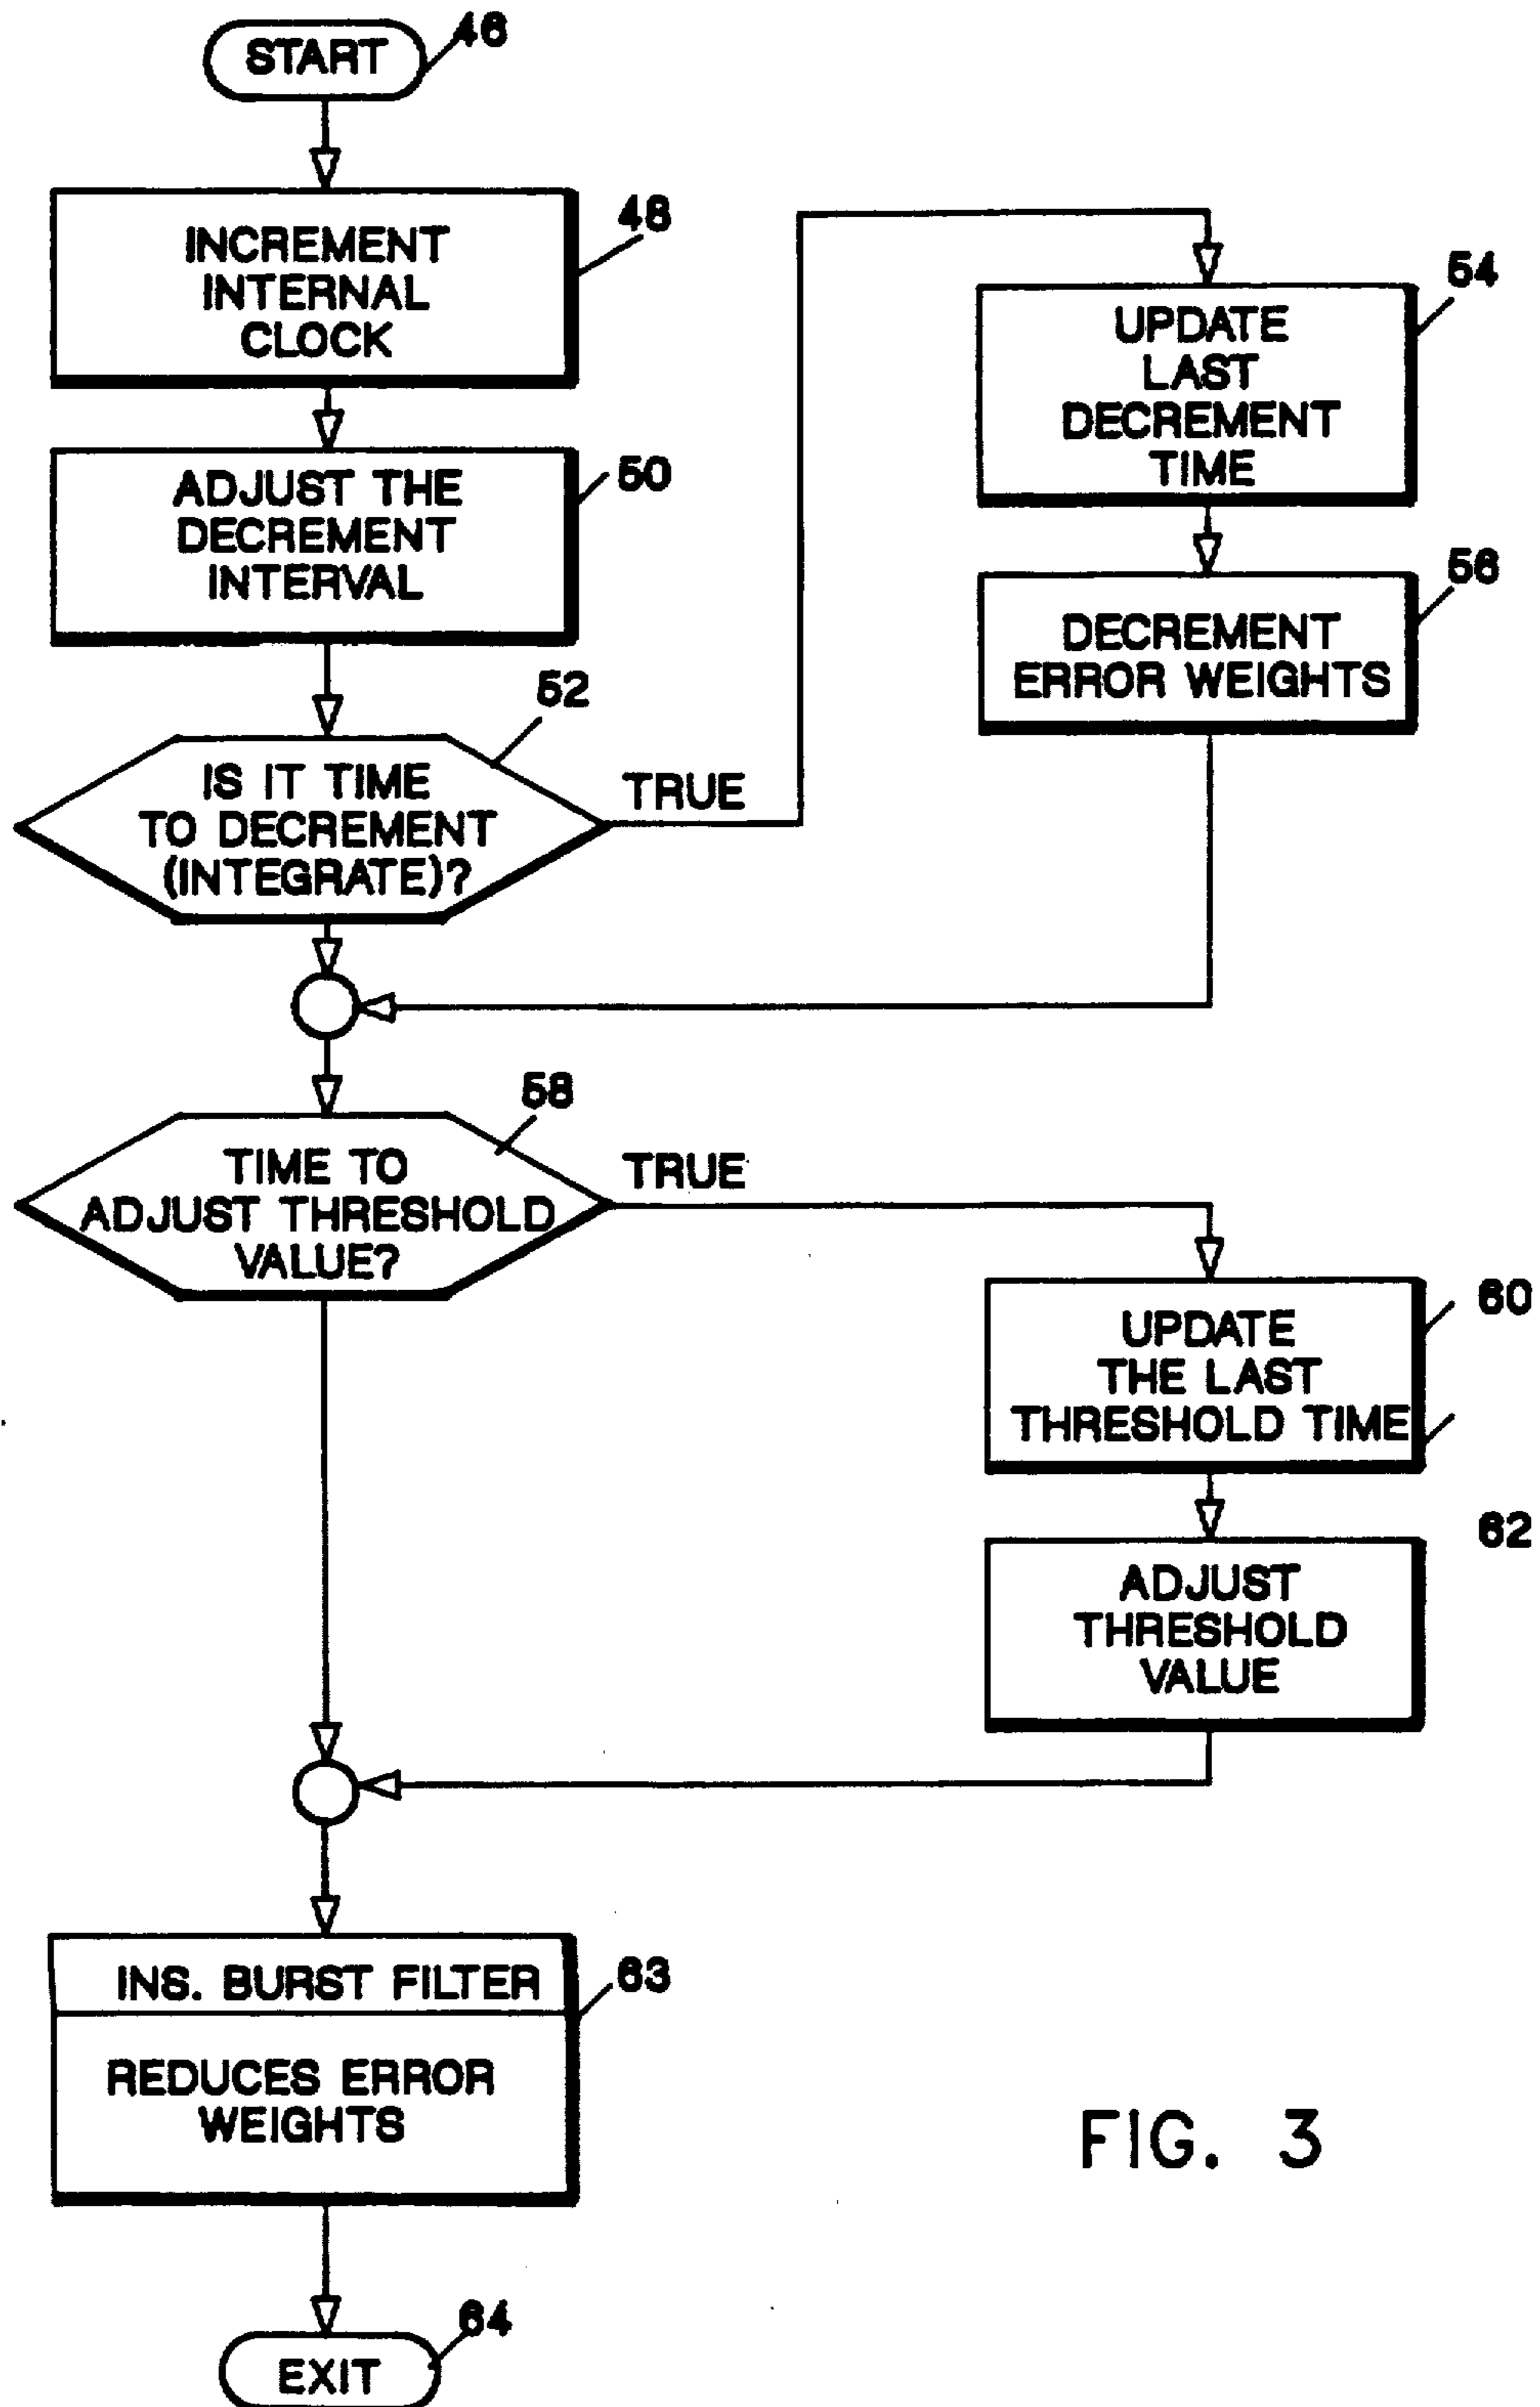 START
46
INCREMENT
INTERNAL
CLOCK
48
ADJUST THE
DECREMENT
INTERVAL
50
IS IT TIME
TO DECREMENT
(INTEGRATE)?
52
TRUE
UPDATE
LAST
DECREMENT
TIME
54
DECREMENT
ERROR WEIGHTS
56
TIME TO
ADJUST THRESHOLD
VALUE?
58
TRUE
UPDATE
THE LAST
THRESHOLD TIME
60
ADJUST
THRESHOLD
VALUE
62
INS. BURST FILTER
REDUCES ERROR
WEIGHTS
63
EXIT
64
FIG. 3